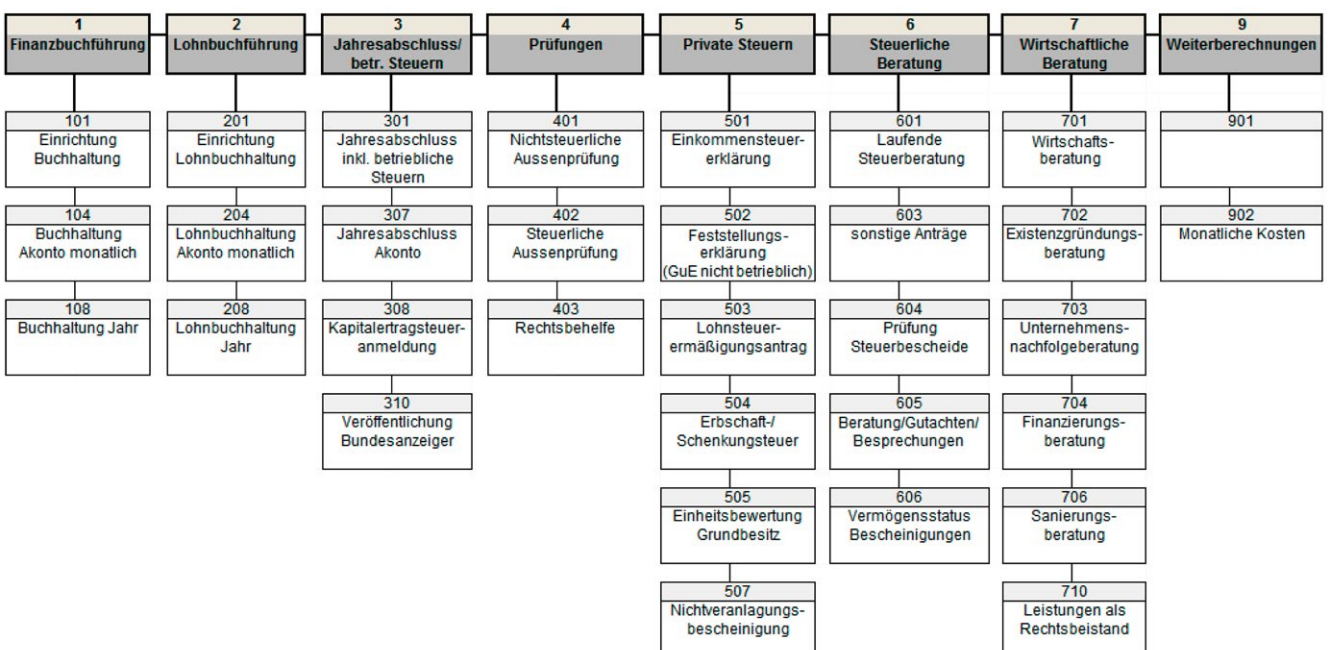 1
Finanzbuchführung
2
Lohnbuchführung
3
Jahresabschluss/
betr. Steuern
4
Prüfungen
5
Private Steuern
6
Steuerliche
Beratung
7
Wirtschaftliche
Beratung
9
Weiterberechnungen
101
Einrichtung
Buchhaltung
104
Buchhaltung
Akonto monatlich
108
Buchhaltung Jahr
201
Einrichtung
Lohnbuchhaltung
204
Lohnbuchhaltung
Akonto monatlich
208
Lohnbuchhaltung
Jahr
301
Jahresabschluss
inkl. betriebliche
Steuern
307
Jahresabschluss
Akonto
308
Kapitalertragsteuer-
anmeldung
310
Veröffentlichung
Bundesanzeiger
401
Nichtsteuerliche
Aussenprüfung
402
Steuerliche
Aussenprüfung
403
Rechtsbehelfe
501
Einkommensteuer-
erklärung
502
Feststellungs-
erklärung
(GuE nicht betrieblich)
503
Lohnsteuer-
ermäßigungsantrag
504
Erbschaft-/
Schenkungsteuer
505
Einheitsbewertung
Grundbesitz
507
Nichtveranlagungs-
bescheinigung
601
Laufende
Steuerberatung
603
sonstige Anträge
604
Prüfung
Steuerbescheide
605
Beratung/Gutachten/
Besprechungen
606
Vermögensstatus
Bescheinigungen
701
Wirtschafts-
beratung
702
Existenzgründungs-
beratung
703
Unternehmens-
nachfolgeberatung
704
Finanzierungs-
beratung
706
Sanierungs-
beratung
710
Leistungen als
Rechtsbeistand
901
902
Monatliche Kosten